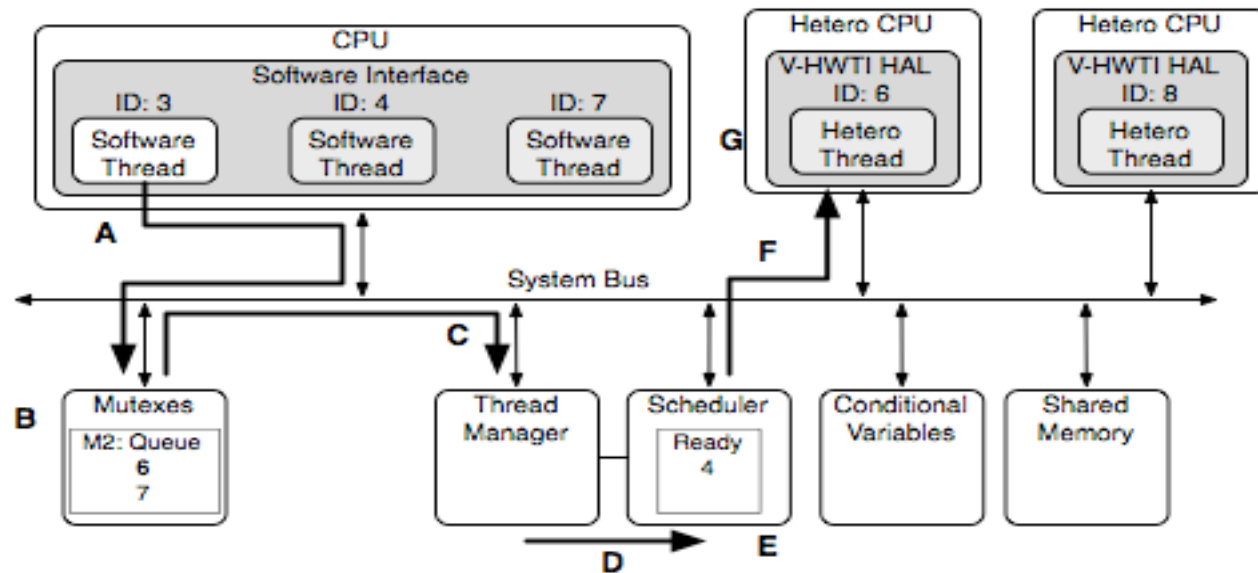 CPU
Software Interface
ID: 3
Software
Thread
ID: 4
Software
Thread
ID: 7
Software
Thread
Hetero CPU
V-HWTI HAL
ID: 6
Hetero
Thread
Hetero CPU
V-HWTI HAL
ID: 8
Hetero
Thread
G
A
F
System Bus
C
B
Mutexes
M2: Queue
6
7
Thread
Manager
Scheduler
Ready
4
Conditional
Variables
Shared
Memory
D
E